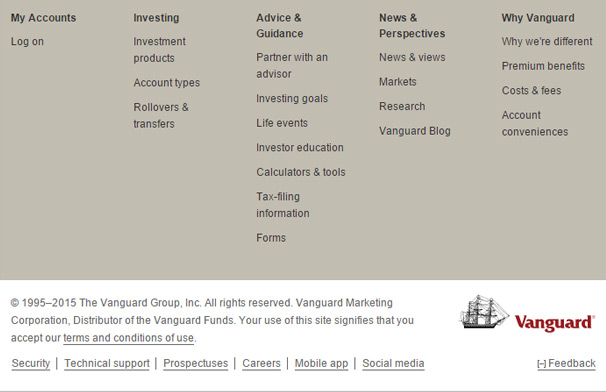 My Accounts
Log on
Investing
Investment
products
Account types
Rollovers &
transfers
Advice &
Guidance
Partner with an
advisor
Investing goals
Life events
Investor education
Calculators & tools
Tax-filing
information
Forms
News &
Perspectives
News & views
Markets
Research
Vanguard Blog
Why Vanguard
Why we're different
Premium benefits
Costs & fees
Account
conveniences
© 1995–2015 The Vanguard Group, Inc. All rights reserved. Vanguard Marketing
Corporation, Distributor of the Vanguard Funds. Your use of this site signifies that you
accept our terms and conditions of use.
Vanguard®
Security | Technical support | Prospectuses | Careers | Mobile app | Social media
[–] Feedback